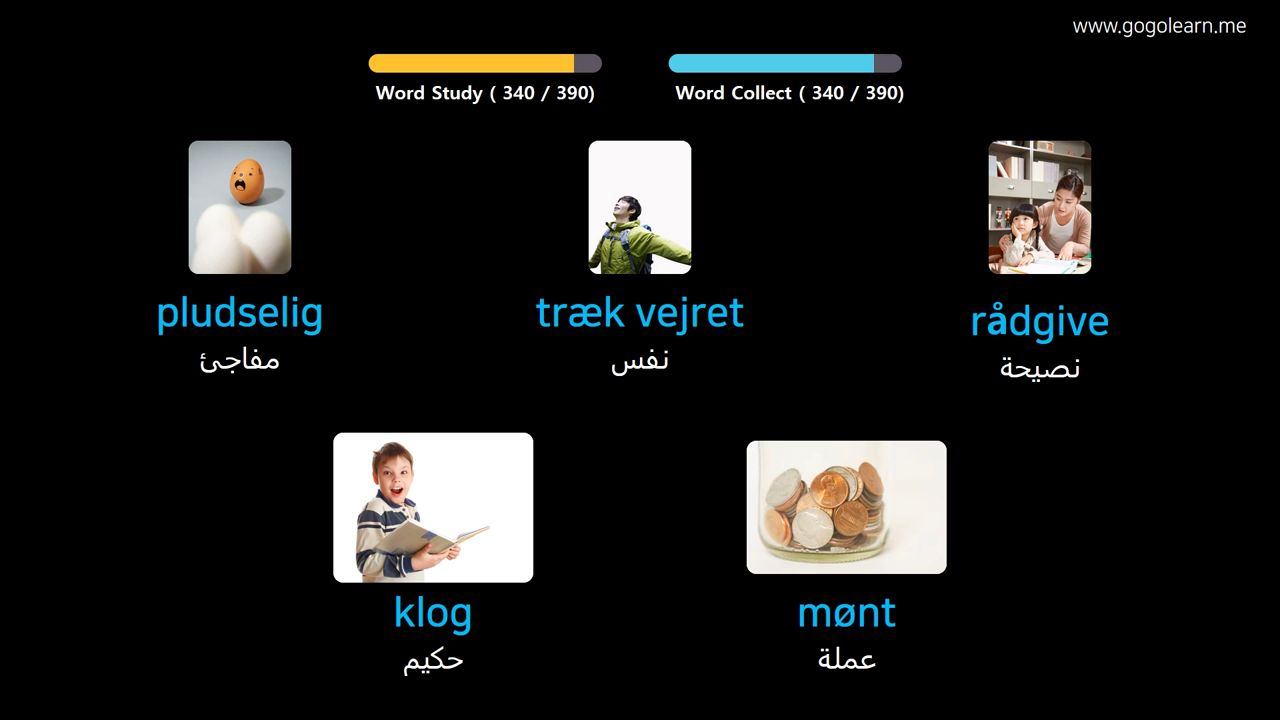 www.gogolearn.me
Word Study ( 340 / 390)
Word Collect ( 340 / 390)
pludselig
مفاجئ
træk vejret
نفس
rådgive
نصيحة
klog
حكيم
mønt
عملة